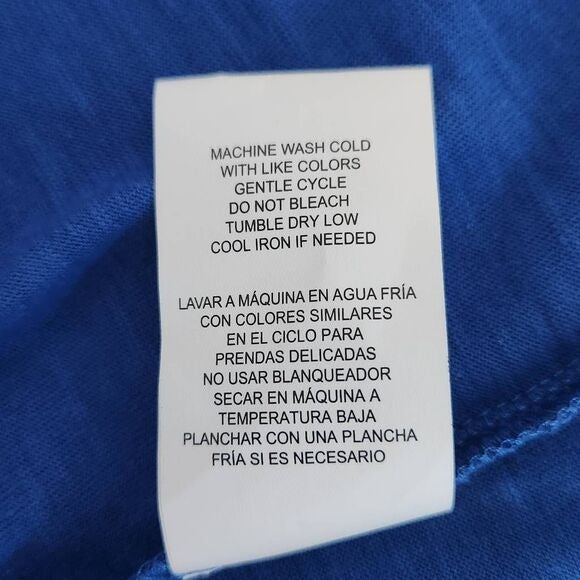 MACHINE WASH COLD
WITH LIKE COLORS
GENTLE CYCLE
DO NOT BLEACH
TUMBLE DRY LOW
COOL IRON IF NEEDED
LAVAR A MÁQUINA EN AGUA FRÍA
CON COLORES SIMILARES
EN EL CICLO PARA
PRENDAS DELICADAS
NO USAR BLANQUEADOR
SECAR EN MÁQUINA A
TEMPERATURA BAJA
PLANCHAR CON UNA PLANCHA
FRÍA SI ES NECESARIO